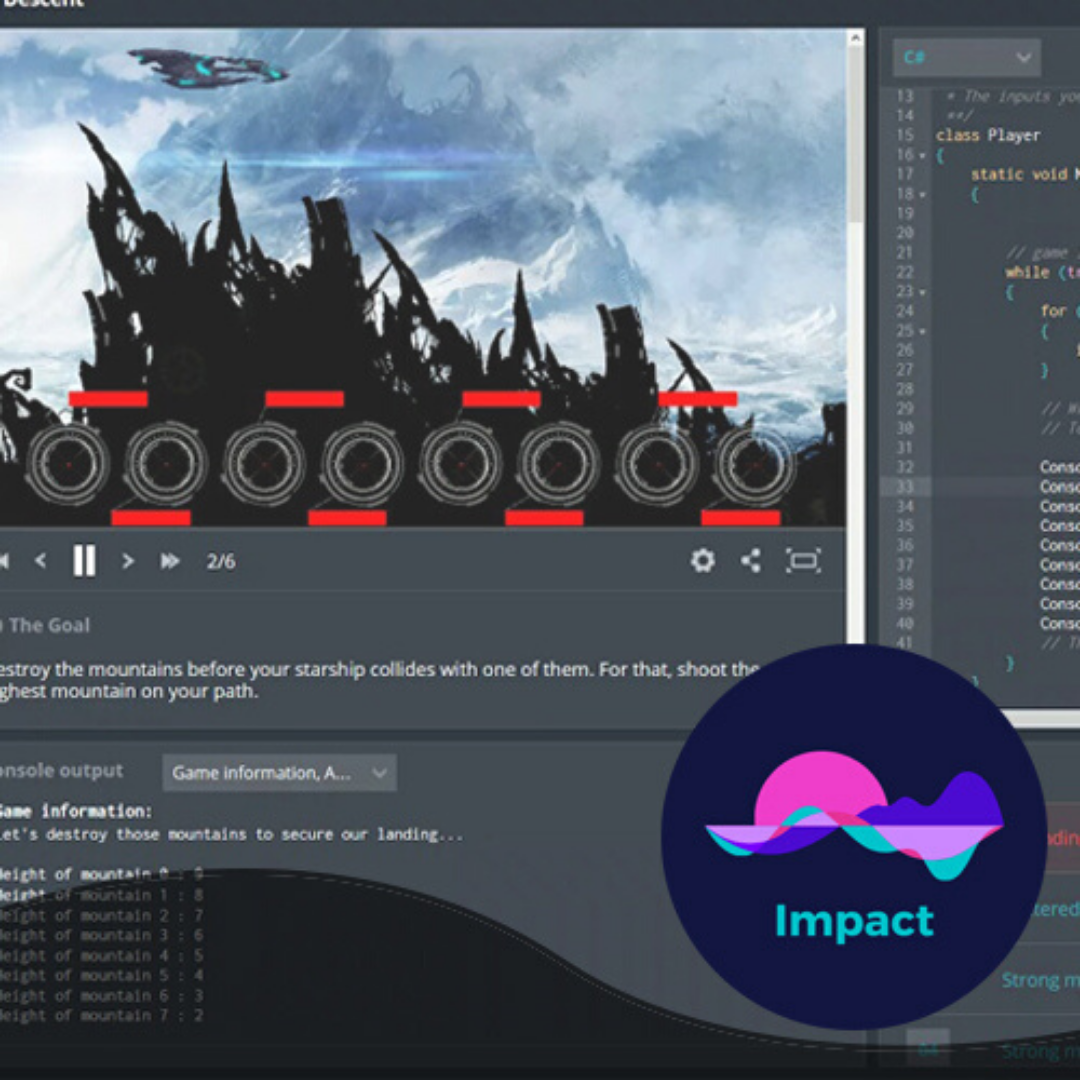 Descent
C#
13 * The inputs you
14 **/
15 class Player
16 {
17 static void M
18 {
19
20
21 // game
22 while (t
23 {
24 for (
25 {
26
27 }
28
29 //
30 // T
31
32 Conso
33 Conso
34 Conso
35 Conso
36 Conso
37 Conso
38 Conso
39 Conso
40 Conso
41 // Th
}
}
2/6
The Goal
estroy the mountains before your starship collides with one of them. For that, shoot the
ghest mountain on your path.
onsole output
Game information, A...
Game information:
Let's destroy those mountains to secure our landing...
Height of mountain 0 : 9
Height of mountain 1 : 8
Height of mountain 2 : 7
Height of mountain 3 : 6
Height of mountain 4 : 5
Height of mountain 5 : 4
Height of mountain 6 : 3
Height of mountain 7 : 2
Impact
ndin
tered
Strong m
04 Strong m